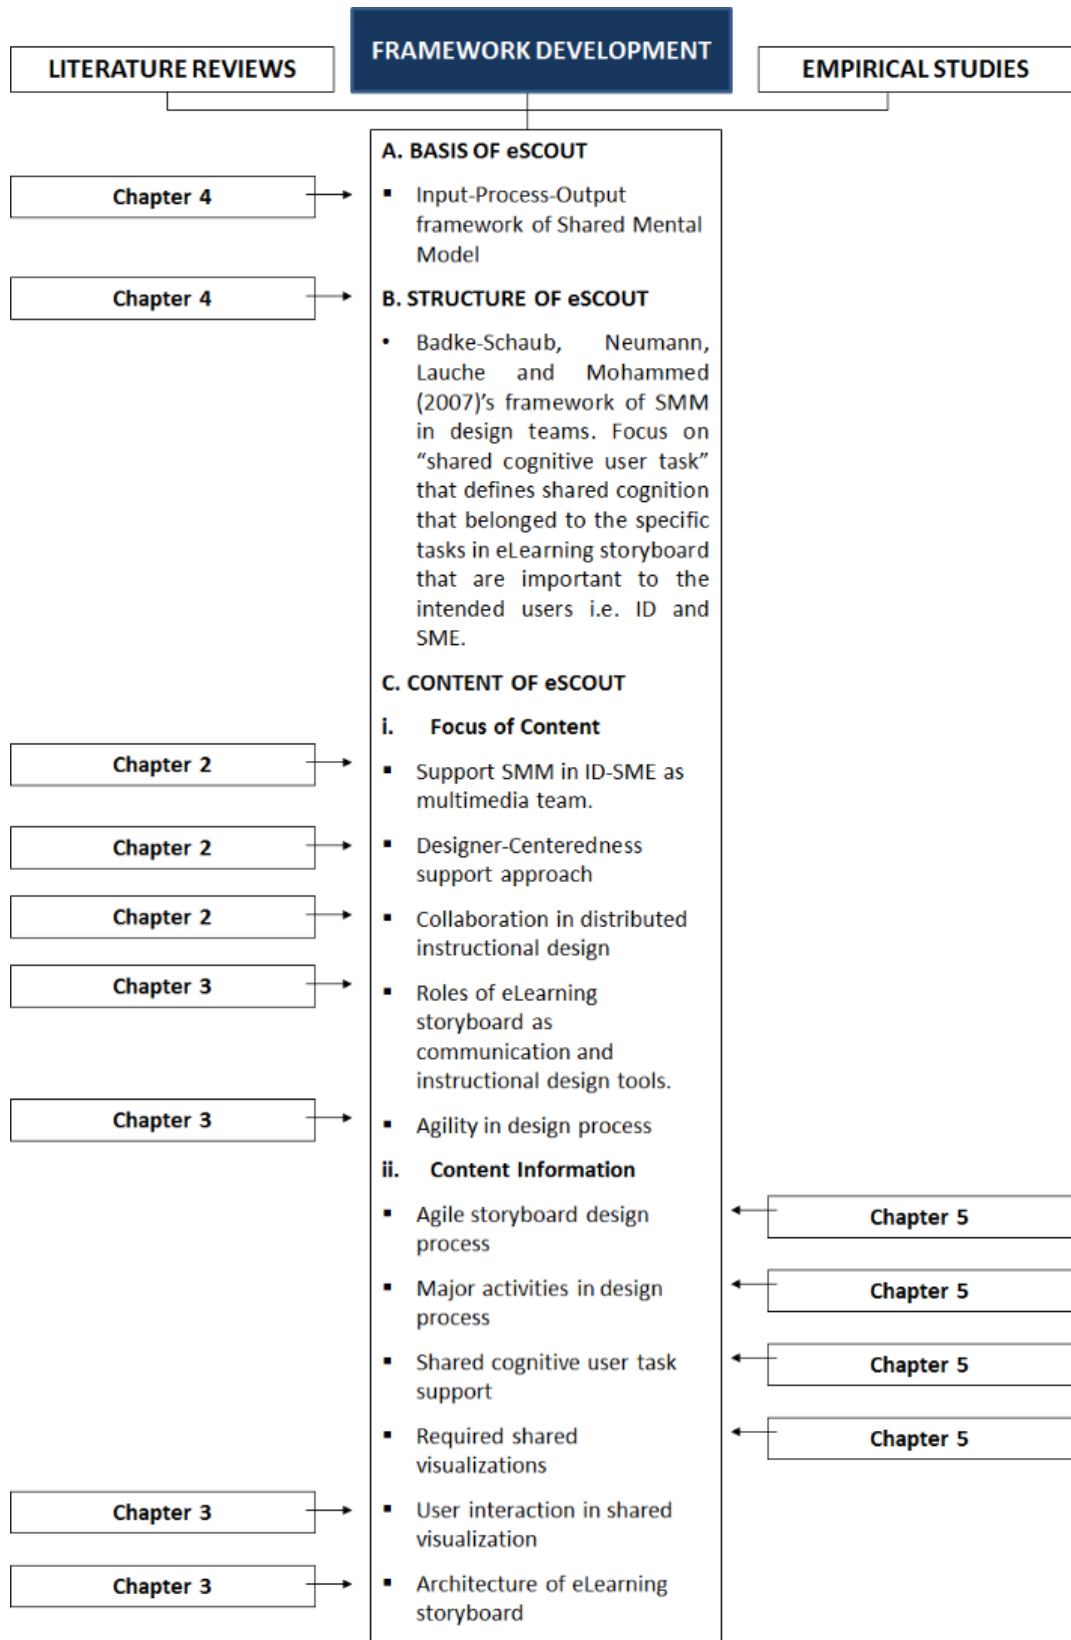 FRAMEWORK DEVELOPMENT
LITERATURE REVIEWS
EMPIRICAL STUDIES
A. BASIS OF eSCOUT
Chapter 4
▪ Input-Process-Output
framework of Shared Mental
Model
Chapter 4
B. STRUCTURE OF eSCOUT
• Badke-Schaub, Neumann,
Lauche and Mohammed
(2007)'s framework of SMM
in design teams. Focus on
“shared cognitive user task”
that defines shared cognition
that belonged to the specific
tasks in eLearning storyboard
that are important to the
intended users i.e. ID and
SME.
C. CONTENT OF eSCOUT
i. Focus of Content
Chapter 2
▪ Support SMM in ID-SME as
multimedia team.
Chapter 2
▪ Designer-Centeredness
support approach
Chapter 2
▪ Collaboration in distributed
instructional design
Chapter 3
▪ Roles of eLearning
storyboard as
communication and
instructional design tools.
Chapter 3
▪ Agility in design process
ii. Content Information
▪ Agile storyboard design
process
Chapter 5
▪ Major activities in design
process
Chapter 5
▪ Shared cognitive user task
support
Chapter 5
▪ Required shared
visualizations
Chapter 5
Chapter 3
▪ User interaction in shared
visualization
Chapter 3
▪ Architecture of eLearning
storyboard